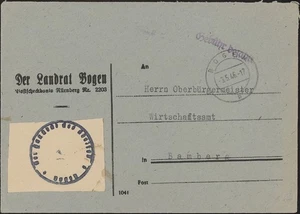 Der Landrat Bogen
Postscheckkonto Nürnberg Nr. 2203
An
Herrn Oberbürgermeister
Wirtschaftsamt
in
Bamberg
Post
1041
Der Landrat des Kreises
Bogen